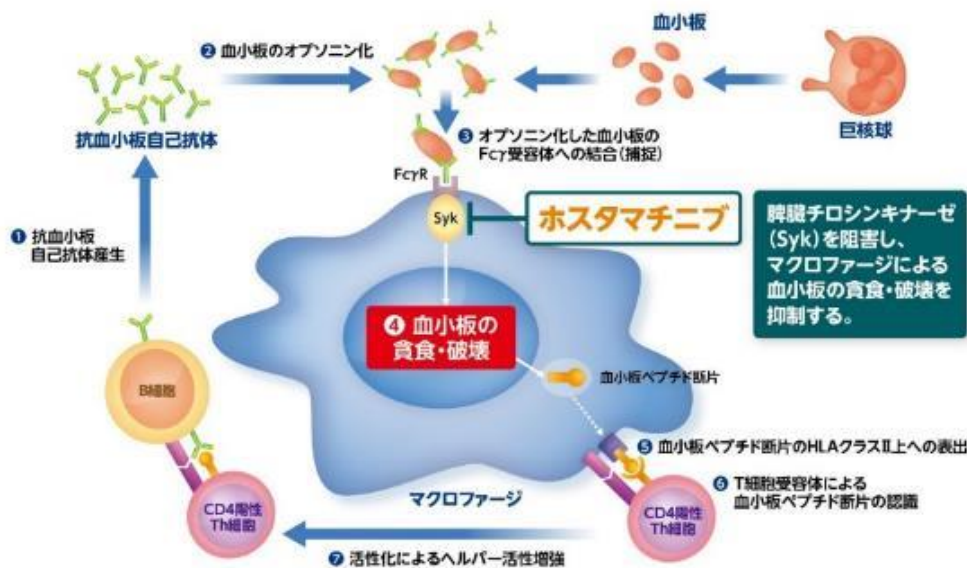 ❷ 血小板のオプソニン化
血小板
抗血小板自己抗体
巨核球
❸ オプソニン化した血小板の
Fcγ受容体への結合(捕捉)
FcγR
Syk
ホスタマチニブ
脾臓チロシンキナーゼ
(Syk)を阻害し、
マクロファージによる
血小板の貪食・破壊を
抑制する。
❶ 抗血小板
自己抗体産生
❹ 血小板の
貪食・破壊
血小板ペプチド断片
B細胞
❺ 血小板ペプチド断片のHLAクラスⅡ上への表出
❻ T細胞受容体による
血小板ペプチド断片の認識
マクロファージ
CD4陽性
Th細胞
CD4陽性
Th細胞
❼ 活性化によるヘルパー活性増強